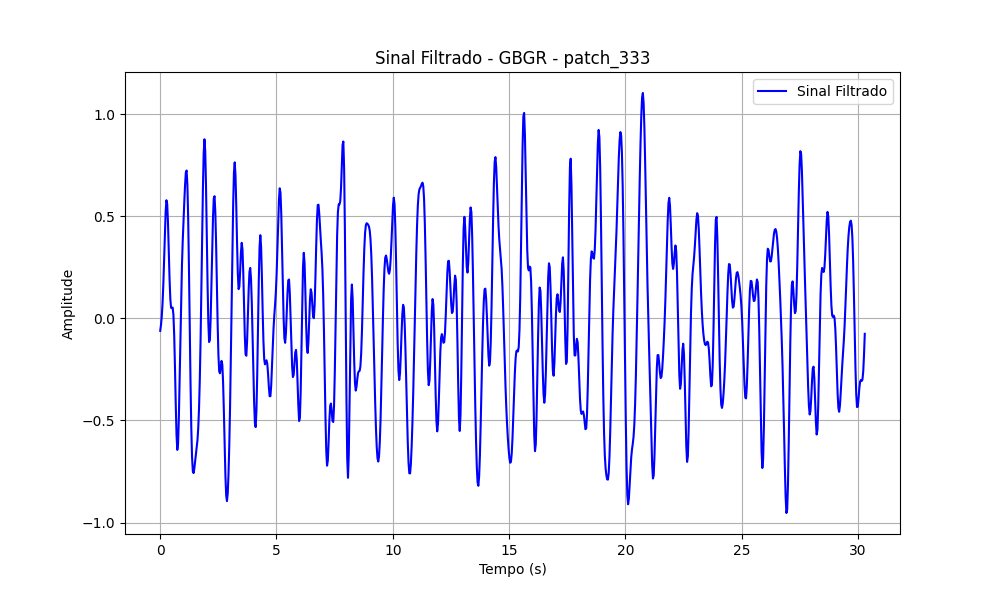 Sinal Filtrado - GBGR - patch_333
Sinal Filtrado
1.0
0.5
0.0
−0.5
−1.0
Amplitude
0 5 10 15 20 25 30
Tempo (s)